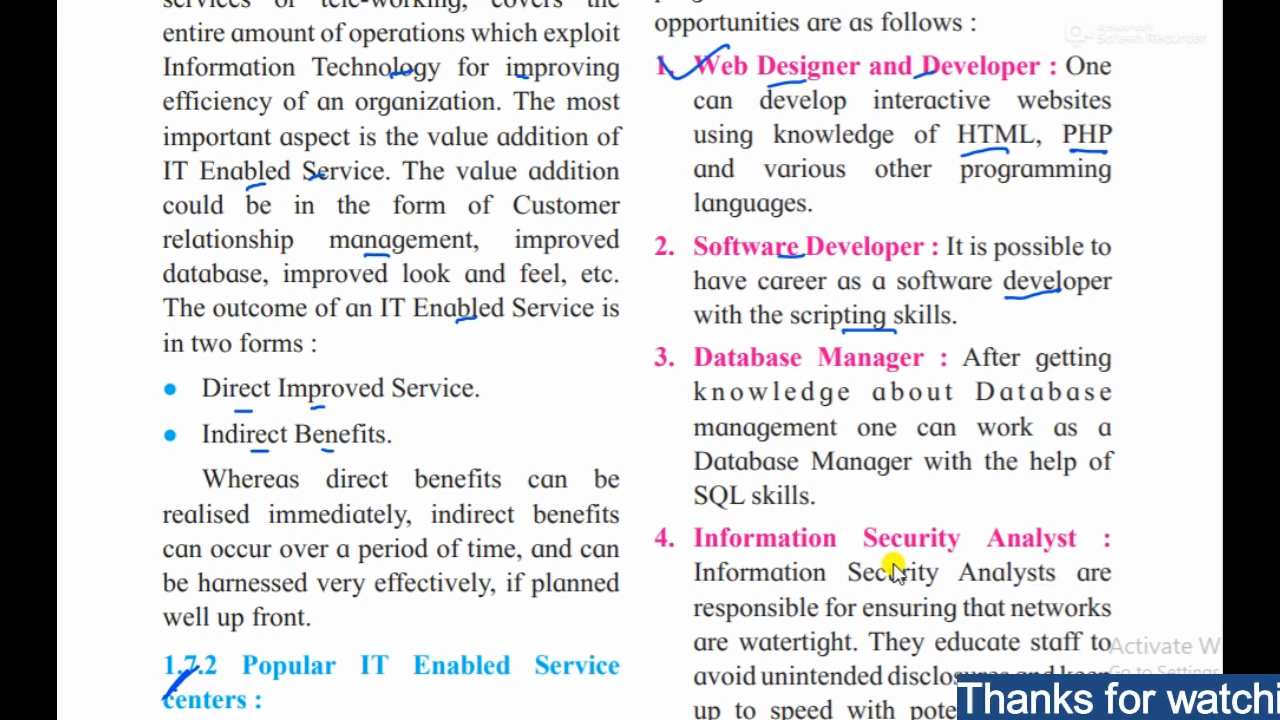 services or tele-working, covers the
entire amount of operations which exploit
Information Technology for improving
efficiency of an organization. The most
important aspect is the value addition of
IT Enabled Service. The value addition
could be in the form of Customer
relationship management, improved
database, improved look and feel, etc.
The outcome of an IT Enabled Service is
in two forms :
• Direct Improved Service.
• Indirect Benefits.
Whereas direct benefits can be
realised immediately, indirect benefits
can occur over a period of time, and can
be harnessed very effectively, if planned
well up front.
1.7.2 Popular IT Enabled Service
centers :
opportunities are as follows :
1. Web Designer and Developer : One
can develop interactive websites
using knowledge of HTML, PHP
and various other programming
languages.
2. Software Developer : It is possible to
have career as a software developer
with the scripting skills.
3. Database Manager : After getting
knowledge about Database
management one can work as a
Database Manager with the help of
SQL skills.
4. Information Security Analyst :
Information Security Analysts are
responsible for ensuring that networks
are watertight. They educate staff to
avoid unintended disclosures and keep
up to speed with
Screen Recorder
Activate W
Go to Settings
Thanks for watchi